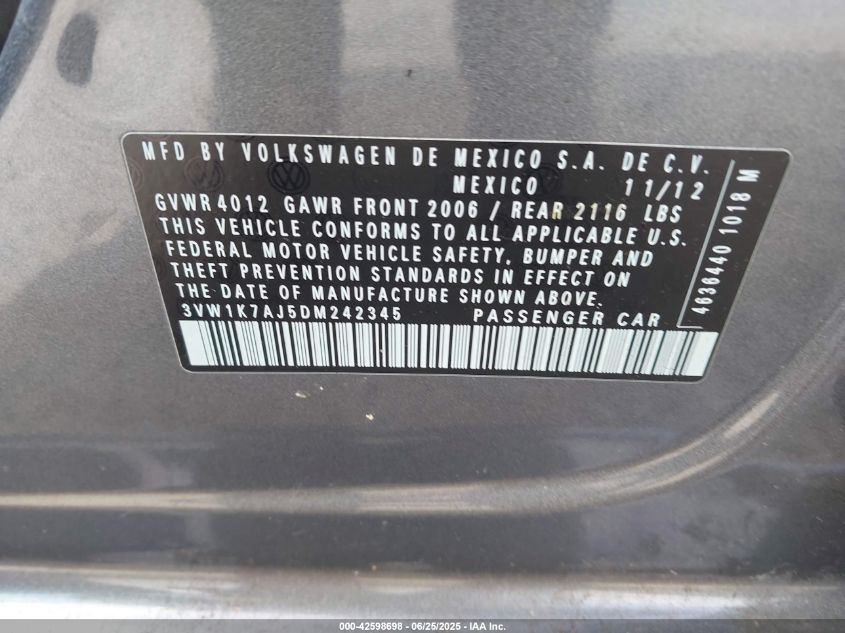 MFD BY VOLKSWAGEN DE MEXICO S.A. DE C.V.
MEXICO 11/12
GVWR 4012 GAWR FRONT 2006 / REAR 2116 LBS
THIS VEHICLE CONFORMS TO ALL APPLICABLE U.S.
FEDERAL MOTOR VEHICLE SAFETY, BUMPER AND
THEFT PREVENTION STANDARDS IN EFFECT ON
THE DATE OF MANUFACTURE SHOWN ABOVE.
3VW1K7AJ5DM242345 PASSENGER CAR
4636440 1018 M
000-42598698 - 06/25/2025 - IAA Inc.